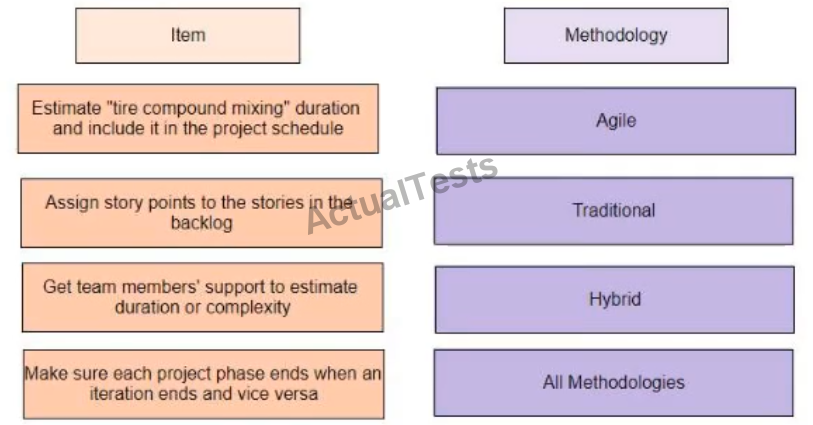 Item
Methodology
Estimate "tire compound mixing" duration
and include it in the project schedule
Agile
Assign story points to the stories in the
backlog
Traditional
Get team members' support to estimate
duration or complexity
Hybrid
Make sure each project phase ends when an
iteration ends and vice versa
All Methodologies
ActualTests